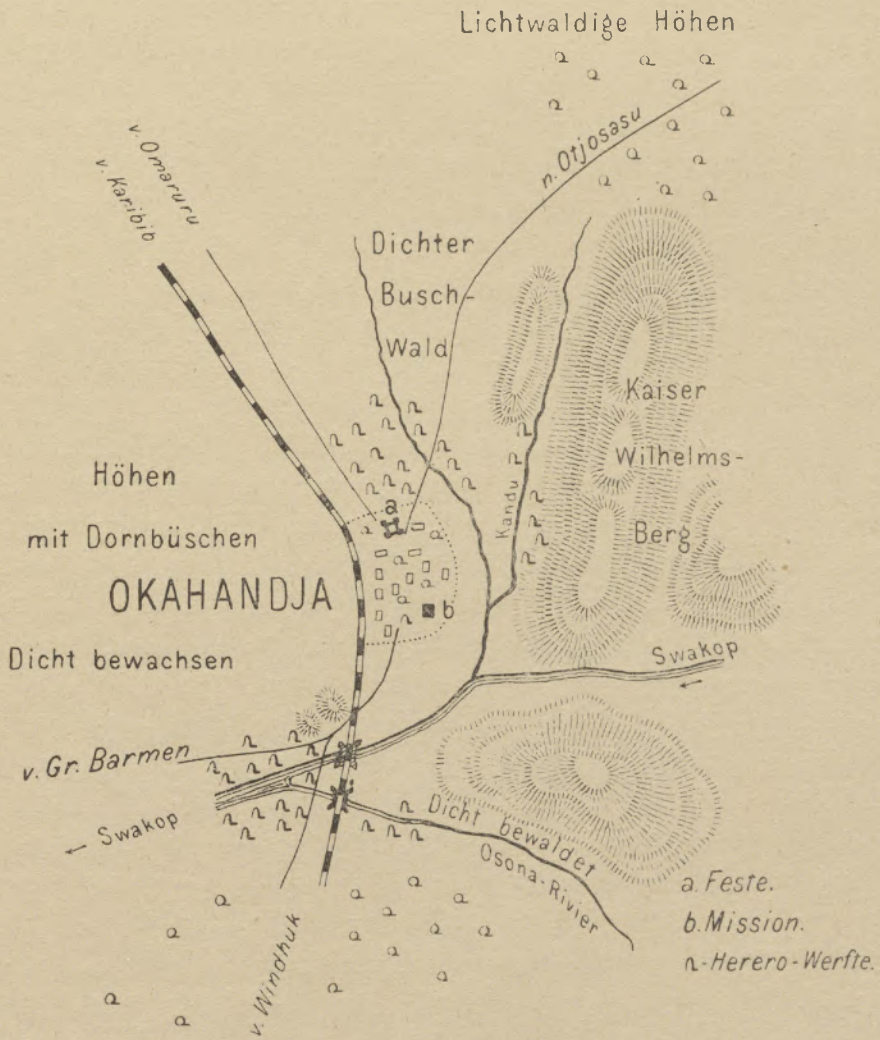 Lichtwaldige Höhen
v. Omaruru
v. Karibib
n. Otjosasu
Dichter
Busch-
Wald
Kaiser
Wilhelms-
Berg
Kandu
Höhen
mit Dornbüschen
OKAHANDJA
Dicht bewachsen
a
b
Swakop
v. Gr. Barmen
Swakop
Dicht bewaldet
Osona-Rivier
v. Windhuk
a. Feste.
b. Mission.
n-Herero-Werfte.